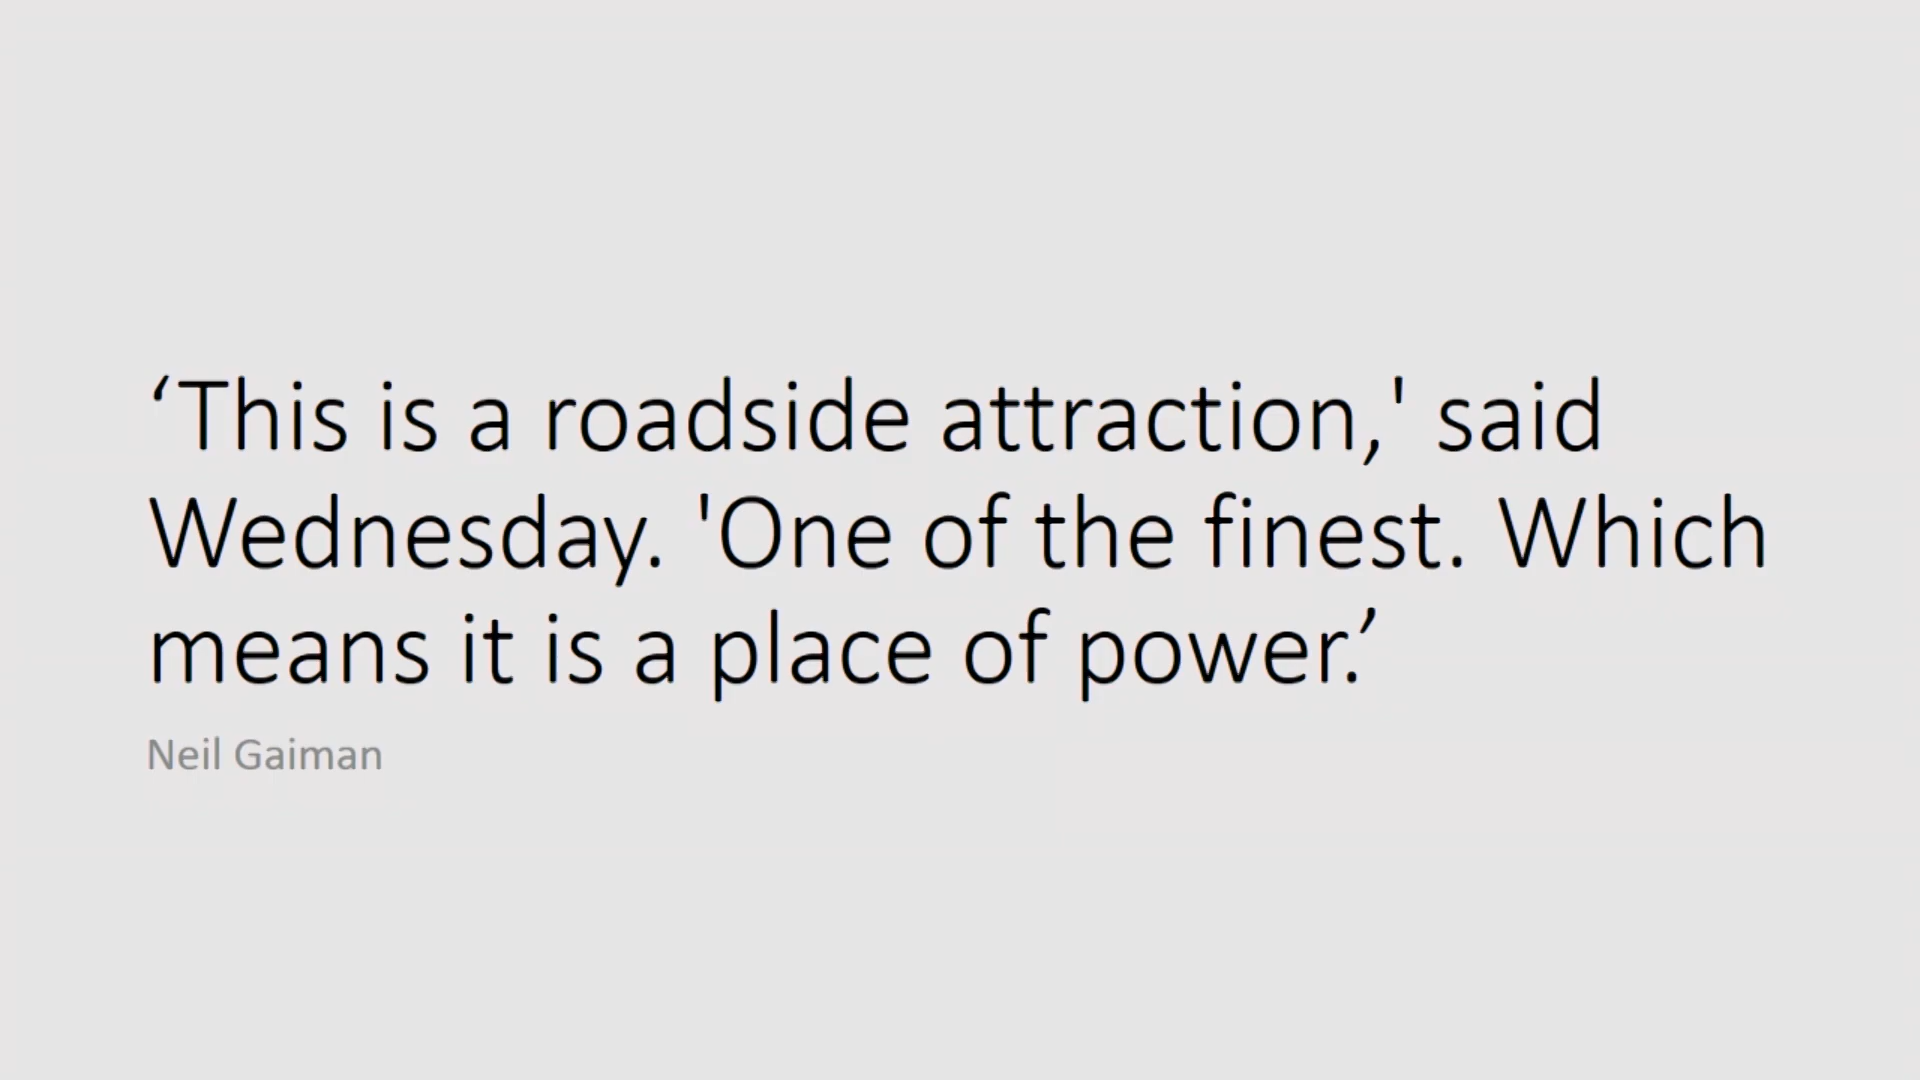 ‘This is a roadside attraction,' said
Wednesday. 'One of the finest. Which
means it is a place of power.’
Neil Gaiman